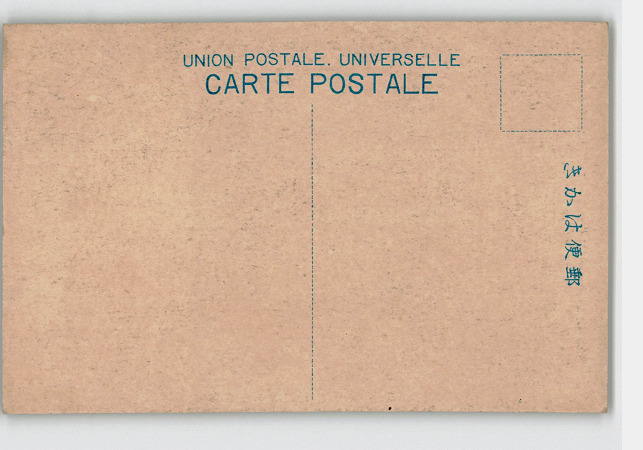 UNION POSTALE. UNIVERSELLE
CARTE POSTALE
郵便はかき